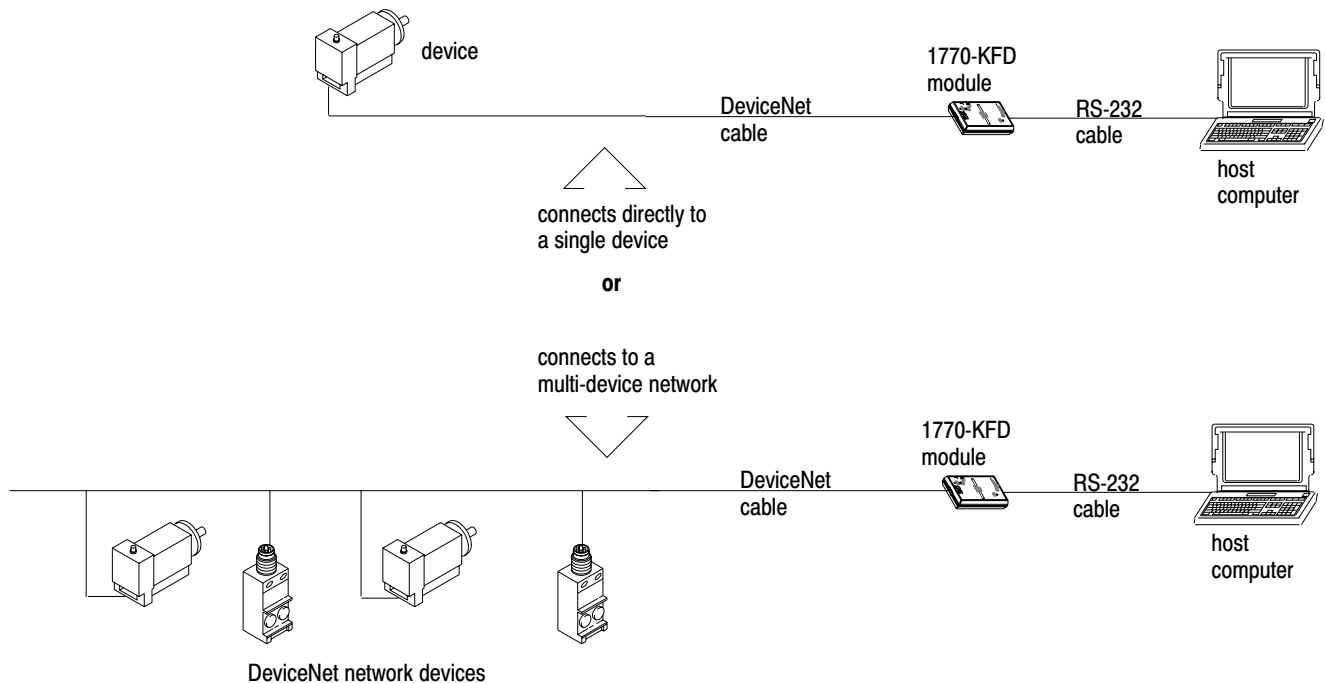 device
1770-KFD
module
DeviceNet
cable
RS-232
cable
host
computer
connects directly to
a single device
or
connects to a
multi-device network
1770-KFD
module
DeviceNet
cable
RS-232
cable
host
computer
DeviceNet network devices